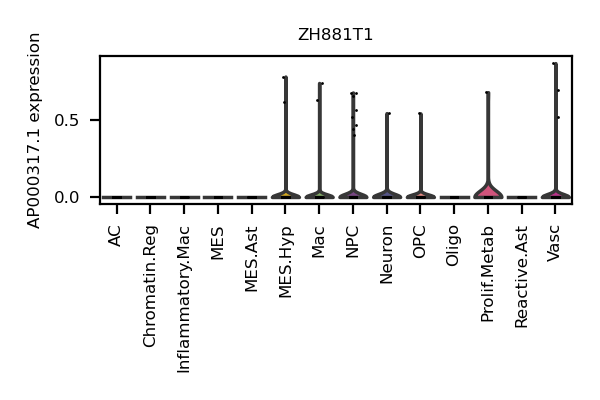 ZH881T1
AP000317.1 expression
0.5
0.0
AC
Chromatin.Reg
Inflammatory.Mac
MES
MES.Ast
MES.Hyp
Mac
NPC
Neuron
OPC
Oligo
Prolif.Metab
Reactive.Ast
Vasc